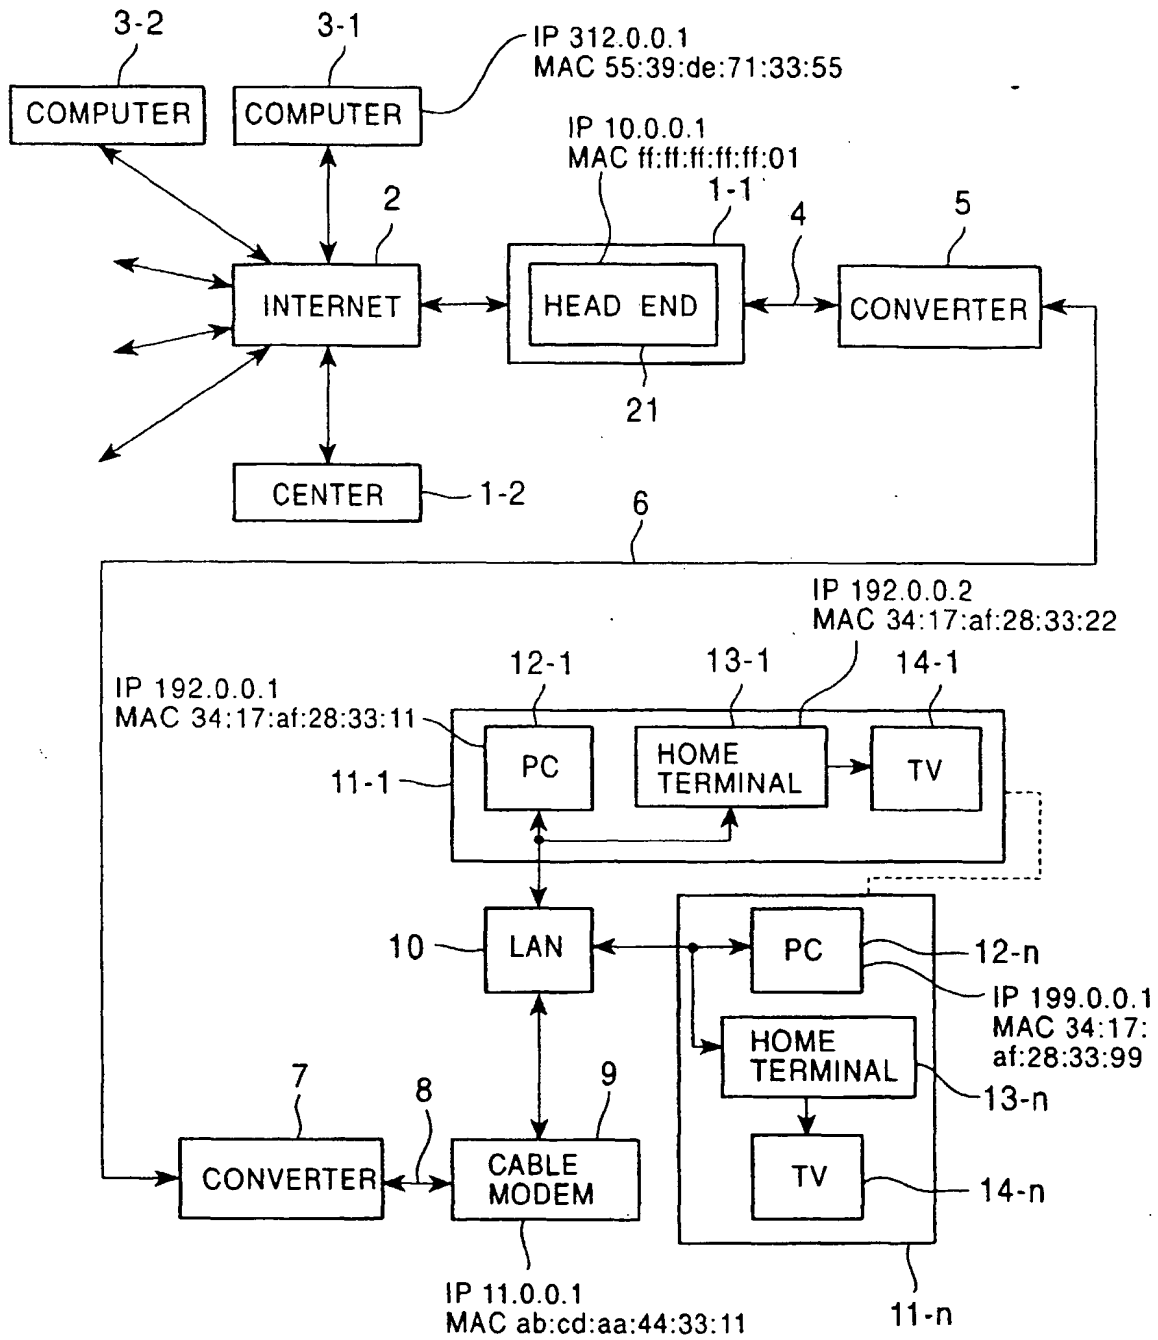 3-2
3-1
IP 312.0.0.1
MAC 55:39:de:71:33:55
COMPUTER
COMPUTER
IP 10.0.0.1
MAC ff:ff:ff:ff:ff:01
1-1
2
4
5
INTERNET
HEAD END
CONVERTER
21
CENTER
1-2
6
IP 192.0.0.2
MAC 34:17:af:28:33:22
12-1
13-1
14-1
IP 192.0.0.1
MAC 34:17:af:28:33:11
11-1
PC
HOME
TERMINAL
TV
10
LAN
PC
12-n
IP 199.0.0.1
MAC 34:17:
af:28:33:99
HOME
TERMINAL
13-n
7
8
9
CONVERTER
CABLE
MODEM
TV
14-n
IP 11.0.0.1
MAC ab:cd:aa:44:33:11
11-n